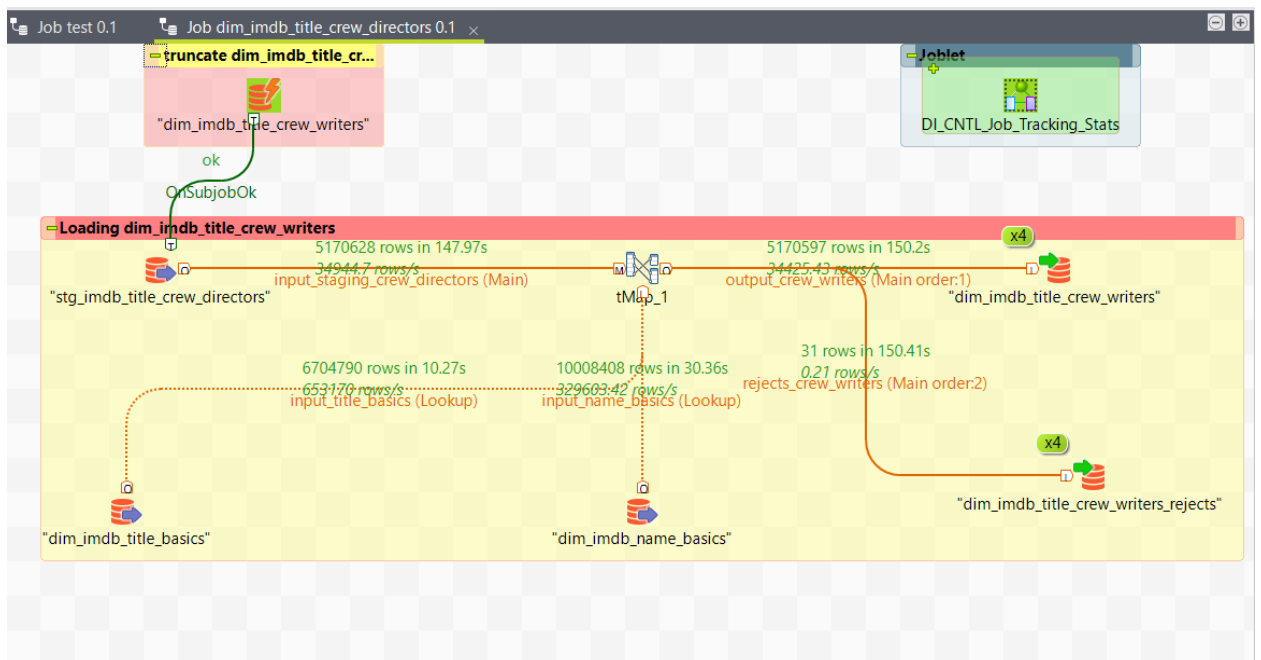 Job test 0.1
Job dim_imdb_title_crew_directors 0.1
truncate dim_imdb_title_cr...
Joblet
"dim_imdb_title_crew_writers"
DI_CNTL_Job_Tracking_Stats
ok
OnSubjobOk
Loading dim_imdb_title_crew_writers
5170628 rows in 147.97s
34944.7 rows/s
input_staging_crew_directors (Main)
5170597 rows in 150.2s
34425.43 rows/s
output_crew_writers (Main order:1)
x4
"stg_imdb_title_crew_directors"
tMap_1
"dim_imdb_title_crew_writers"
6704790 rows in 10.27s
653170 rows/s
input_title_basics (Lookup)
10008408 rows in 30.36s
329603.42 rows/s
input_name_basics (Lookup)
31 rows in 150.41s
0.21 rows/s
rejects_crew_writers (Main order:2)
x4
"dim_imdb_title_crew_writers_rejects"
"dim_imdb_title_basics"
"dim_imdb_name_basics"